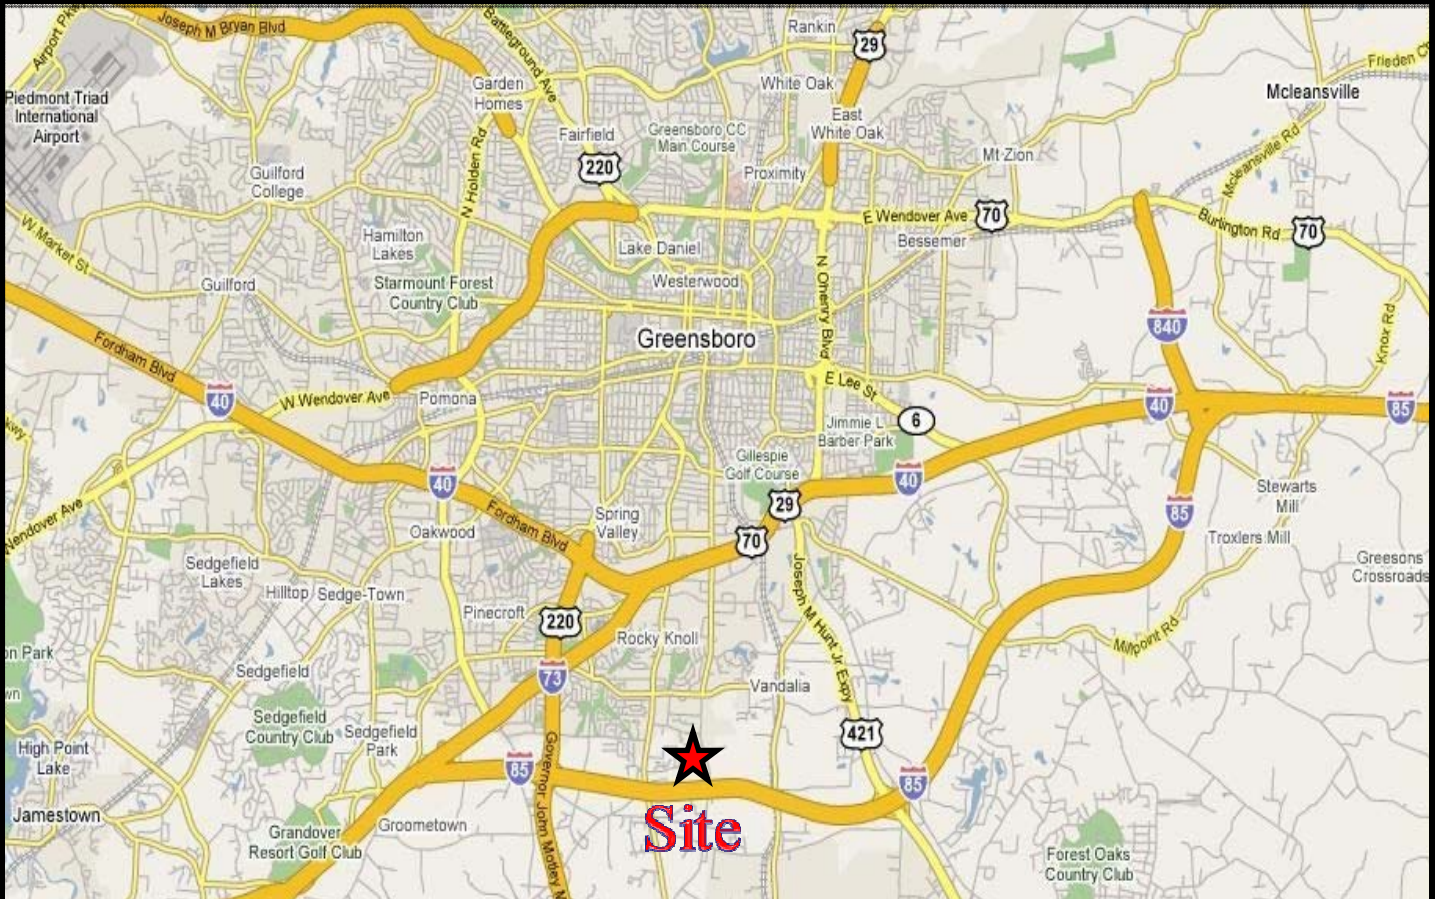 Joseph M Bryan Blvd
Battleground Ave
Rankin
29
Airport Pkwy
Frieden Ch
Garden
Homes
White Oak
Mcleansville
Piedmont Triad
International
Airport
East
White Oak
Fairfield
Greensboro CC
Main Course
220
Mt Zion
Mcleansville Rd
N Holden Rd
Guilford
College
Proximity
E Wendover Ave
70
Burlington Rd
70
W Market St
Hamilton
Lakes
Lake Daniel
Bessemer
Westerwood
N Ohenry Blvd
Guilford
Starmount Forest
Country Club
Greensboro
840
Knox Rd
Fordham Blvd
40
W Wendover Ave
Pomona
E Lee St
40
85
6
Jimmie L
Barber Park
Gillespie
Golf Course
40
40
Stewarts
Mill
29
85
Wendover Ave
Fordham Blvd
Spring
Valley
Oakwood
70
Troxlers Mill
Greesons
Crossroads
Sedgefield
Lakes
Hilltop
Sedge-Town
Joseph M Hunt Jr Expy
Pinecroft
220
Rocky Knoll
Millpoint Rd
on Park
Sedgefield
73
Vandalia
wn
Sedgefield
Country Club
Sedgefield
Park
421
High Point
Lake
85
85
Governor John Motley M
Jamestown
Groometown
Site
Grandover
Resort Golf Club
Forest Oaks
Country Club